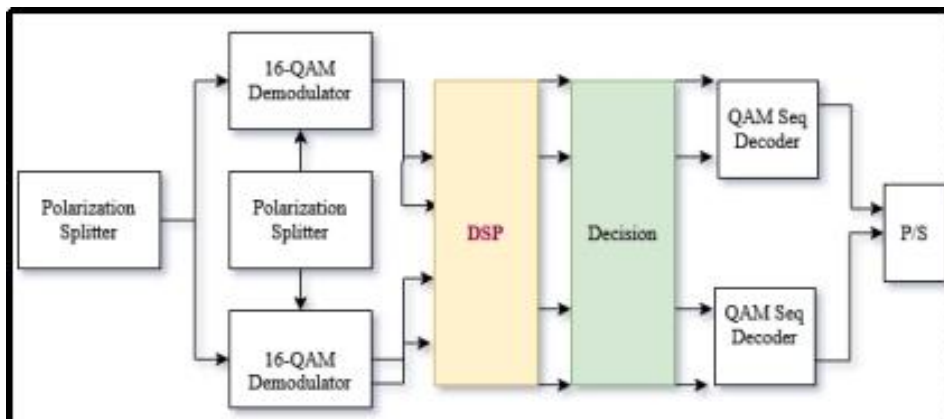 16-QAM
Demodulator
Polarization
Splitter
Polarization
Splitter
16-QAM
Demodulator
DSP
Decision
QAM Seq
Decoder
QAM Seq
Decoder
P/S